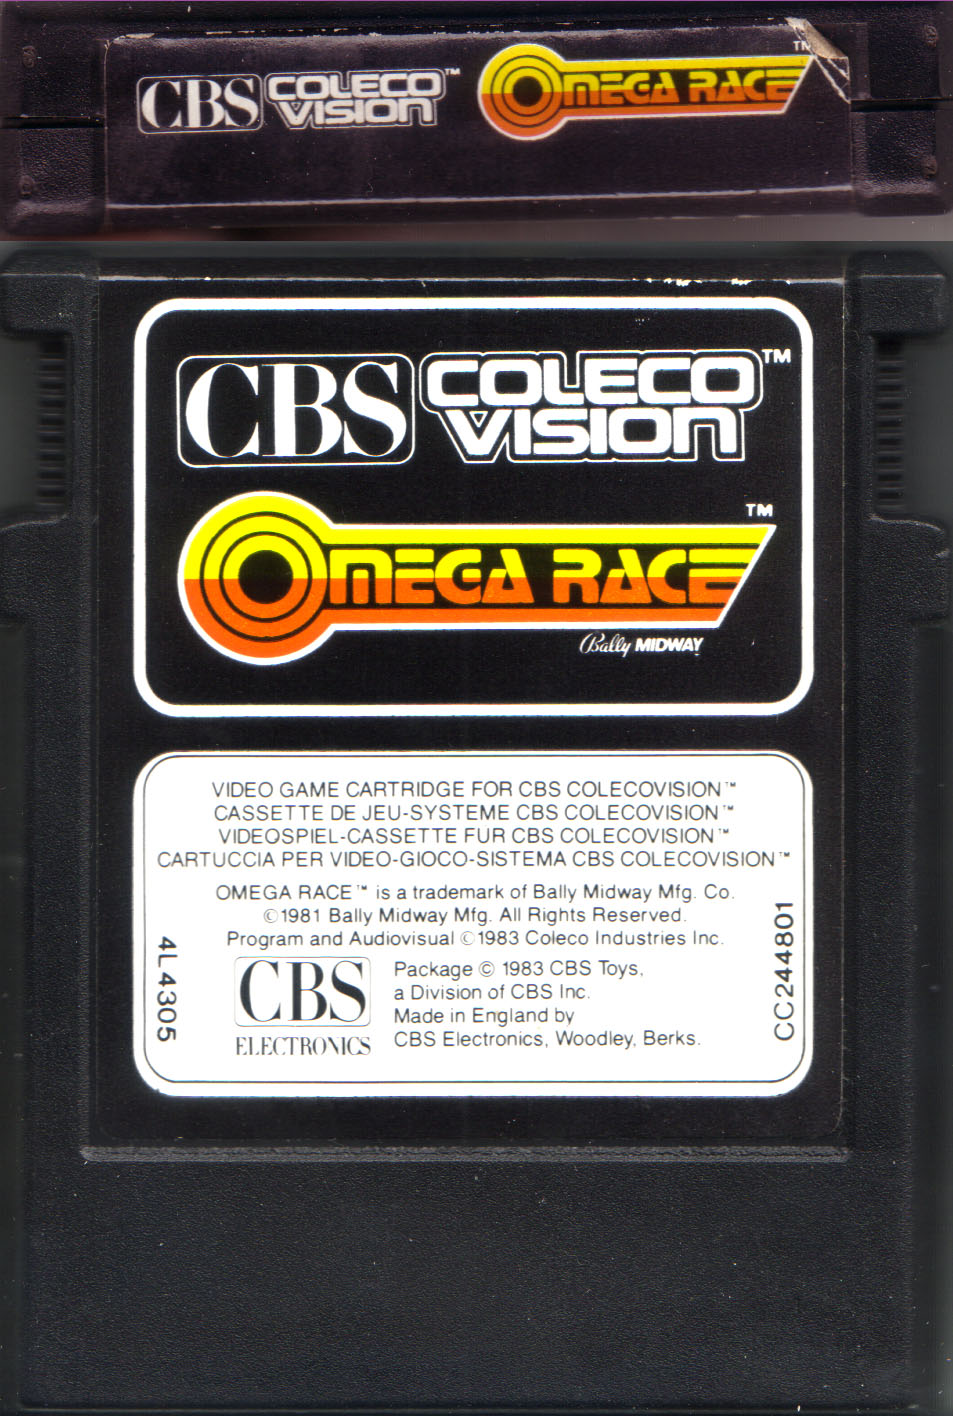 CBS COLECO VISION™ OMEGA RACE TM
CBS COLECO VISION™
OMEGA RACE TM
Bally MIDWAY
VIDEO GAME CARTRIDGE FOR CBS COLECOVISION™
CASSETTE DE JEU-SYSTEME CBS COLECOVISION™
VIDEOSPIEL-CASSETTE FUR CBS COLECOVISION™
CARTUCCIA PER VIDEO-GIOCO-SISTEMA CBS COLECOVISION™
OMEGA RACE™ is a trademark of Bally Midway Mfg. Co.
©1981 Bally Midway Mfg. All Rights Reserved.
Program and Audiovisual ©1983 Coleco Industries Inc.
CBS ELECTRONICS
Package © 1983 CBS Toys,
a Division of CBS Inc.
Made in England by
CBS Electronics, Woodley, Berks.
4L4305
CC244801